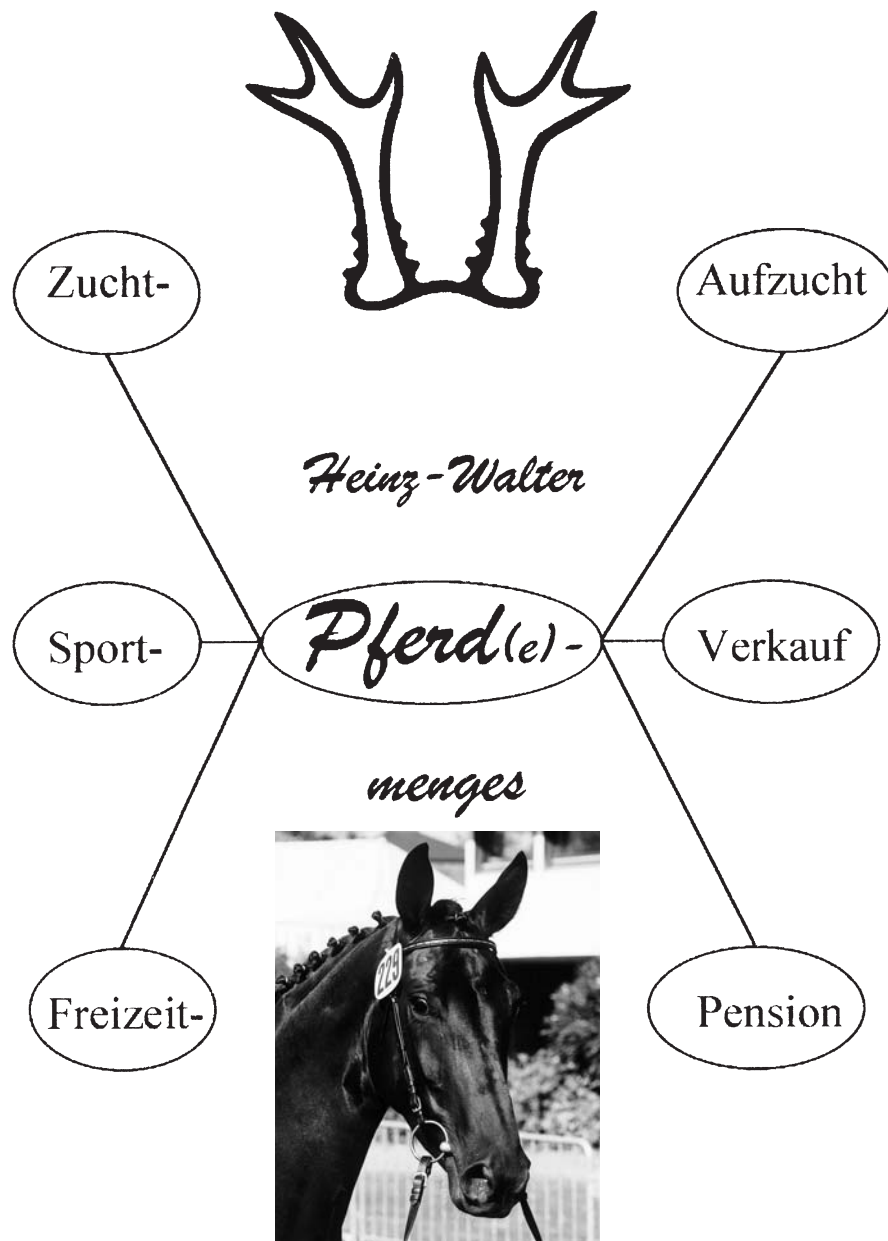 Zucht-
Aufzucht
Heinz-Walter
Sport-
Pferd(e)-
Verkauf
menges
229
Freizeit-
Pension